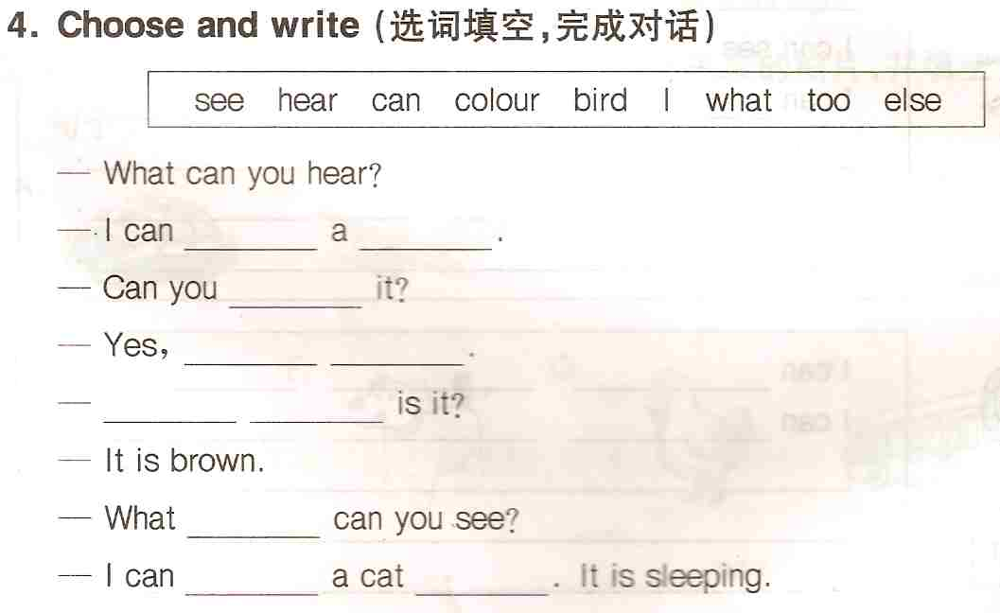 4. Choose and write (选词填空,完成对话)
see hear can colour bird I what too else
— What can you hear?
— I can ________ a ________.
— Can you ________ it?
— Yes, ________ ________.
— ________ ________ is it?
— It is brown.
— What ________ can you see?
— I can ________ a cat ________. It is sleeping.